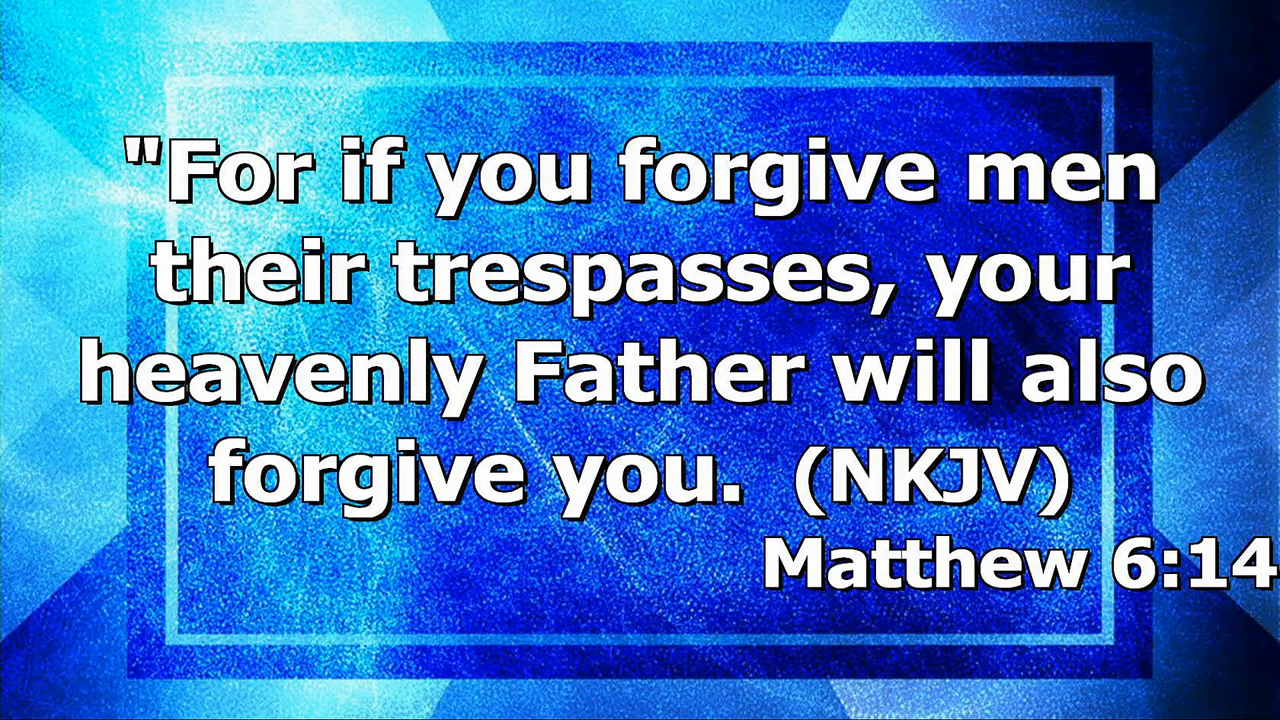 "For if you forgive men
their trespasses, your
heavenly Father will also
forgive you.  (NKJV)
Matthew 6:14